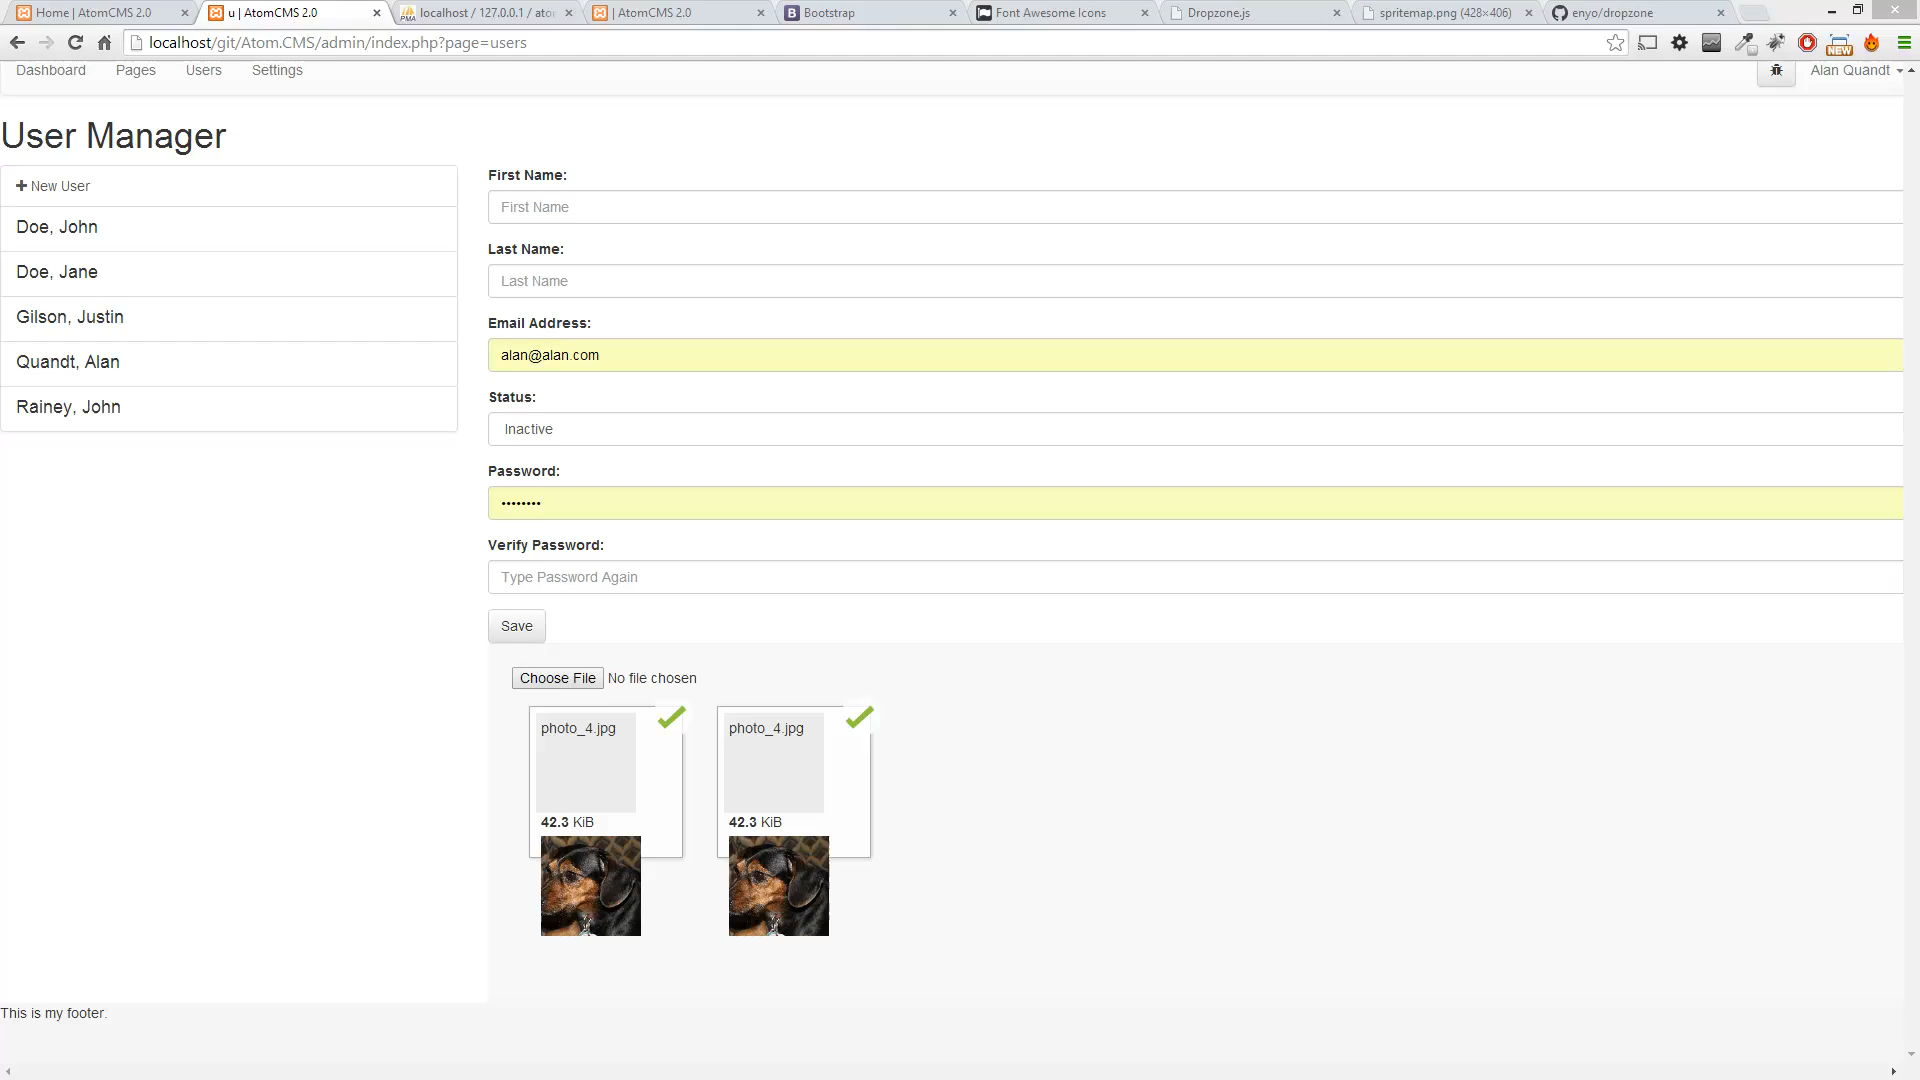 Home | AtomCMS 2.0
u | AtomCMS 2.0
localhost / 127.0.0.1 / ator
| AtomCMS 2.0
Bootstrap
Font Awesome Icons
Dropzone.js
spritemap.png (428×406)
enyo/dropzone
localhost/git/Atom.CMS/admin/index.php?page=users
NEW
Dashboard
Pages
Users
Settings
Alan Quandt
User Manager
New User
Doe, John
Doe, Jane
Gilson, Justin
Quandt, Alan
Rainey, John
First Name:
First Name
Last Name:
Last Name
Email Address:
alan@alan.com
Status:
Inactive
Password:
••••••••
Verify Password:
Type Password Again
Save
Choose File No file chosen
photo_4.jpg
photo_4.jpg
42.3 KiB
42.3 KiB
This is my footer.